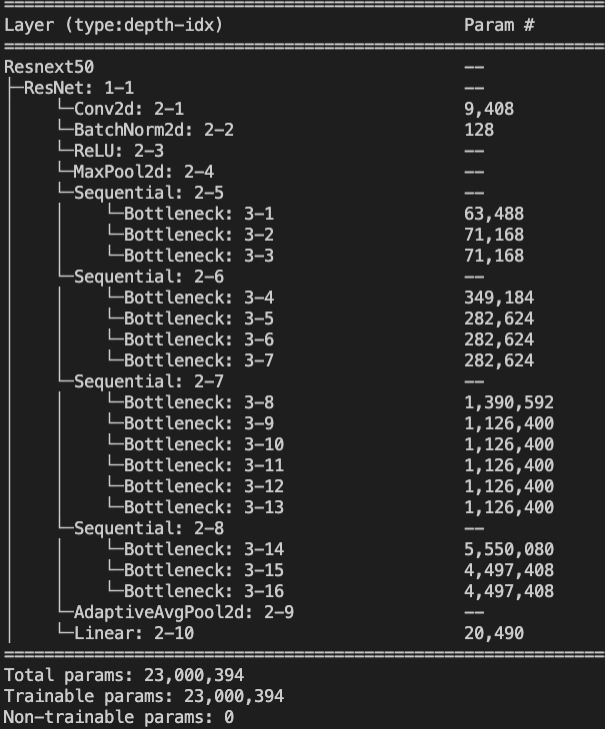 ================================================================
Layer (type:depth-idx)                        Param #
================================================================
Resnext50                                     --
├─ResNet: 1-1                                 --
│    └─Conv2d: 2-1                            9,408
│    └─BatchNorm2d: 2-2                       128
│    └─ReLU: 2-3                              --
│    └─MaxPool2d: 2-4                         --
│    └─Sequential: 2-5                        --
│    │    └─Bottleneck: 3-1                   63,488
│    │    └─Bottleneck: 3-2                   71,168
│    │    └─Bottleneck: 3-3                   71,168
│    └─Sequential: 2-6                        --
│    │    └─Bottleneck: 3-4                   349,184
│    │    └─Bottleneck: 3-5                   282,624
│    │    └─Bottleneck: 3-6                   282,624
│    │    └─Bottleneck: 3-7                   282,624
│    └─Sequential: 2-7                        --
│    │    └─Bottleneck: 3-8                   1,390,592
│    │    └─Bottleneck: 3-9                   1,126,400
│    │    └─Bottleneck: 3-10                  1,126,400
│    │    └─Bottleneck: 3-11                  1,126,400
│    │    └─Bottleneck: 3-12                  1,126,400
│    │    └─Bottleneck: 3-13                  1,126,400
│    └─Sequential: 2-8                        --
│    │    └─Bottleneck: 3-14                  5,550,080
│    │    └─Bottleneck: 3-15                  4,497,408
│    │    └─Bottleneck: 3-16                  4,497,408
│    └─AdaptiveAvgPool2d: 2-9                 --
│    └─Linear: 2-10                           20,490
================================================================
Total params: 23,000,394
Trainable params: 23,000,394
Non-trainable params: 0